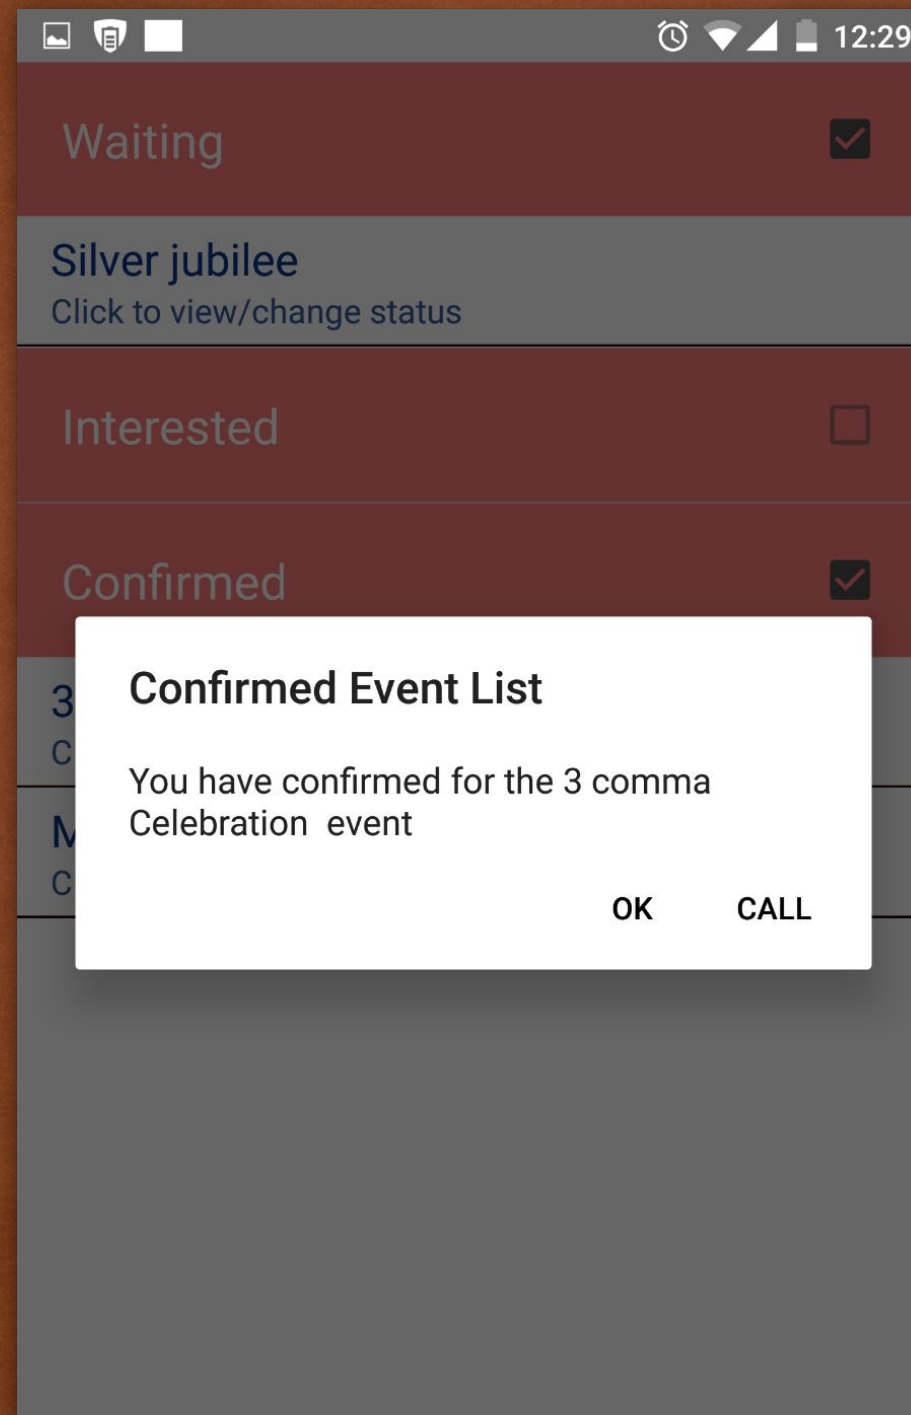 12:29
Waiting
Silver jubilee
Click to view/change status
Interested
Confirmed
Confirmed Event List
You have confirmed for the 3 comma
Celebration event
OK CALL